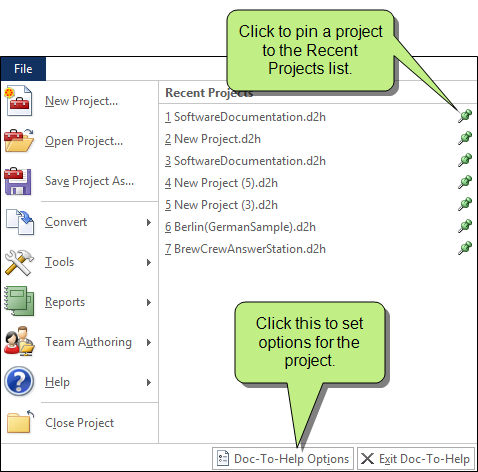 Click to pin a project
to the Recent
Projects list.
File
Recent Projects
New Project...
Open Project...
Save Project As...
Convert
Tools
Reports
Team Authoring
Help
Close Project
1 SoftwareDocumentation.d2h
2 New Project.d2h
3 SoftwareDocumentation.d2h
4 New Project (5).d2h
5 New Project (3).d2h
6 Berlin(GermanSample).d2h
7 BrewCrewAnswerStation.d2h
Click this to set
options for the
project.
Doc-To-Help Options
Exit Doc-To-Help